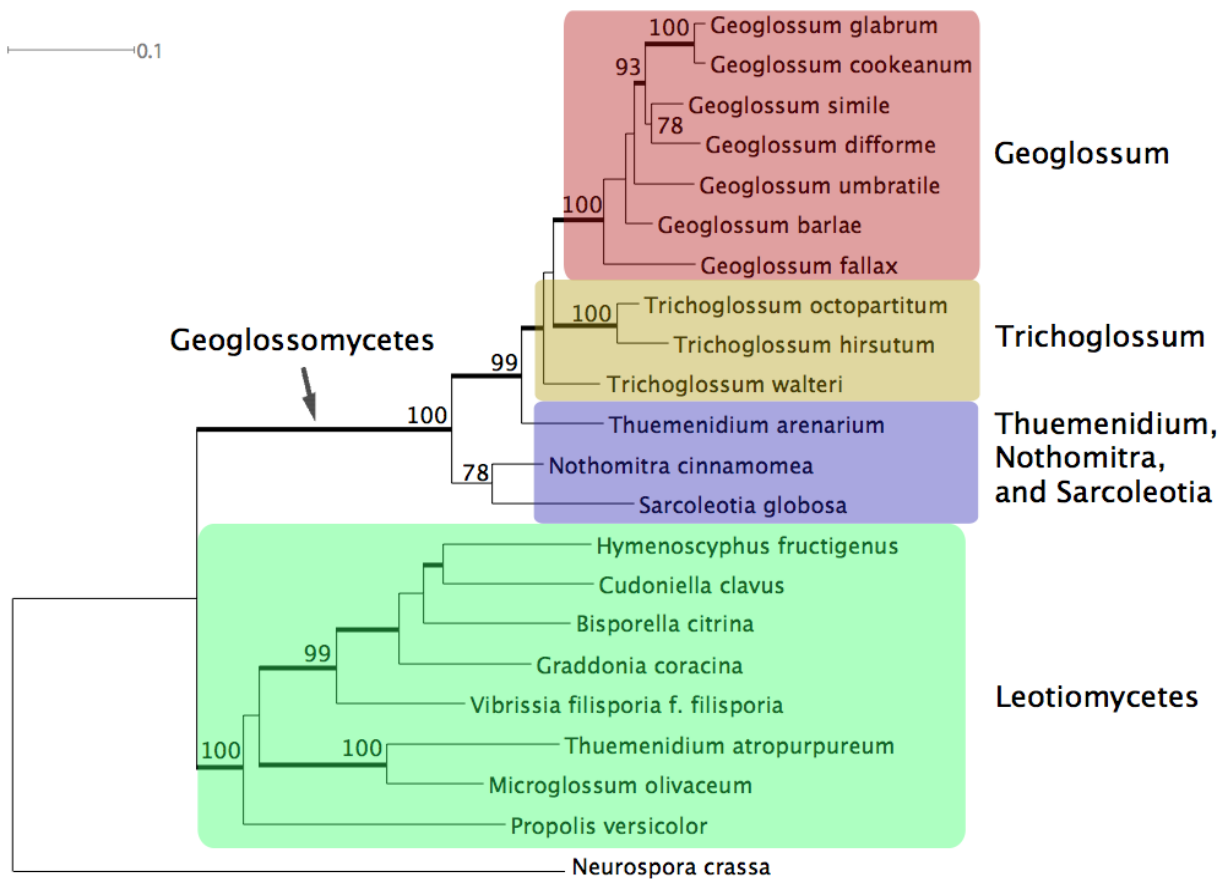 0.1
100
Geoglossum glabrum
Geoglossum cookeanum
93
Geoglossum simile
78
Geoglossum difforme
Geoglossum
Geoglossum umbratile
100
Geoglossum barlae
Geoglossum fallax
Trichoglossum octopartitum
100
Trichoglossum hirsutum
Trichoglossum
Geoglossomycetes
99
Trichoglossum walteri
100
Thuemenidium arenarium
Thuemenidium,
Nothomitra,
and Sarcoleotia
Nothomitra cinnamomea
78
Sarcoleotia globosa
Hymenoscyphus fructigenus
Cudoniella clavus
Bisporella citrina
99
Graddonia coracina
Leotiomycetes
Vibrissia filisporia f. filisporia
100
100
Thuemenidium atropurpureum
Microglossum olivaceum
Propolis versicolor
Neurospora crassa